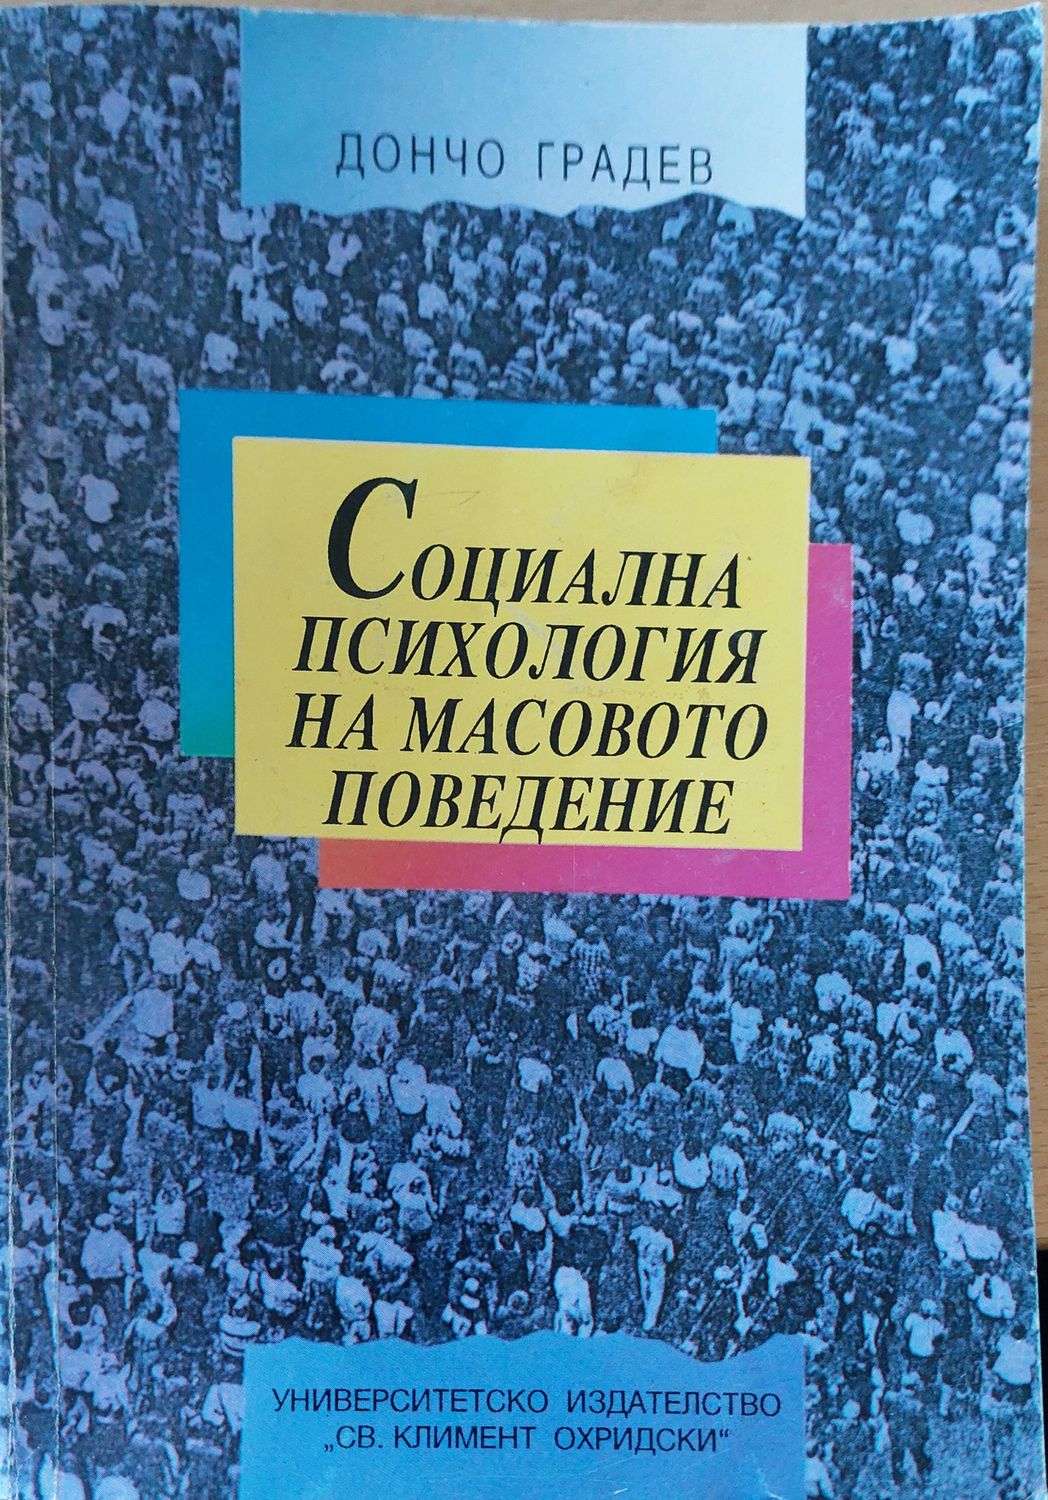 ДОНЧО ГРАДЕВ
СОЦИАЛНА
ПСИХОЛОГИЯ
НА МАСОВОТО
ПОВЕДЕНИЕ
УНИВЕРСИТЕТСКО ИЗДАТЕЛСТВО
„СВ. КЛИМЕНТ ОХРИДСКИ“